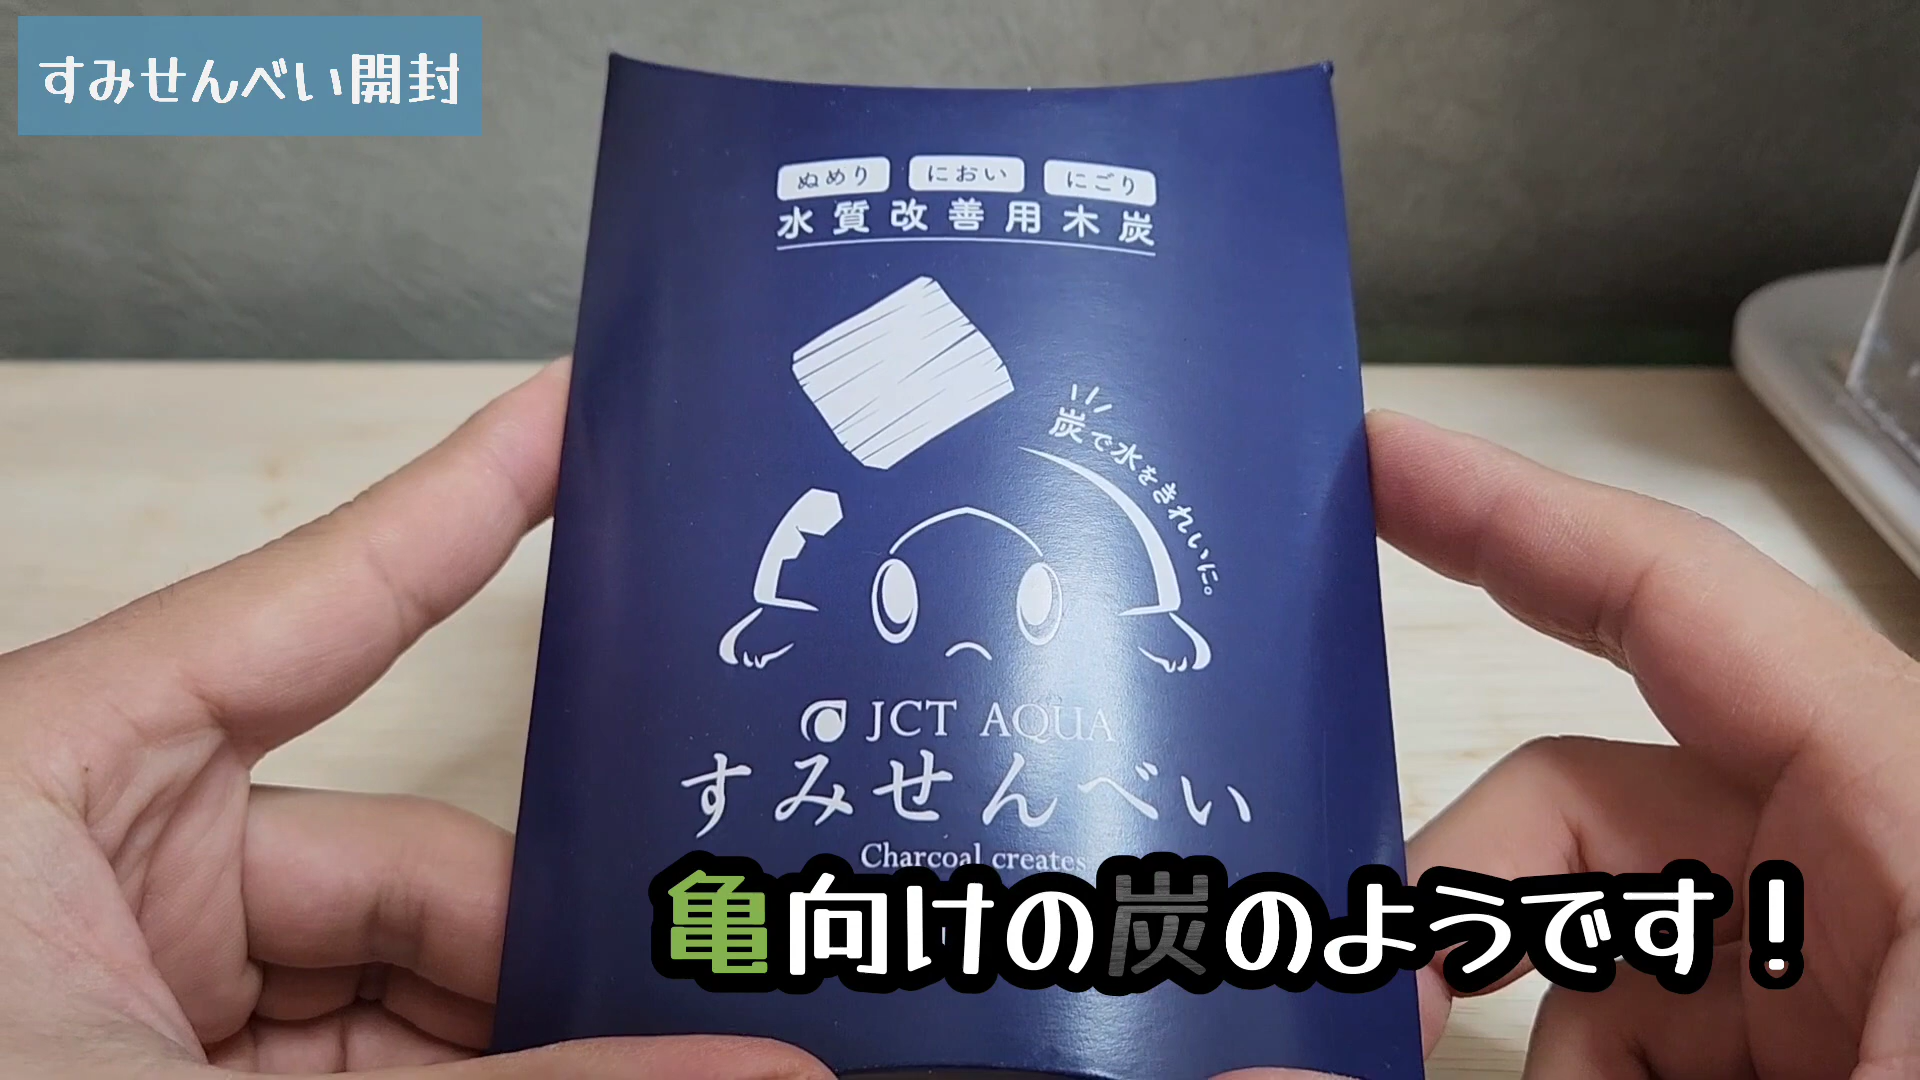 すみせんべい開封
ぬめり におい にごり
水質改善用木炭
炭で水をきれいに。
JCT AQUA
すみせんべい
Charcoal creates
亀向けの炭のようです！